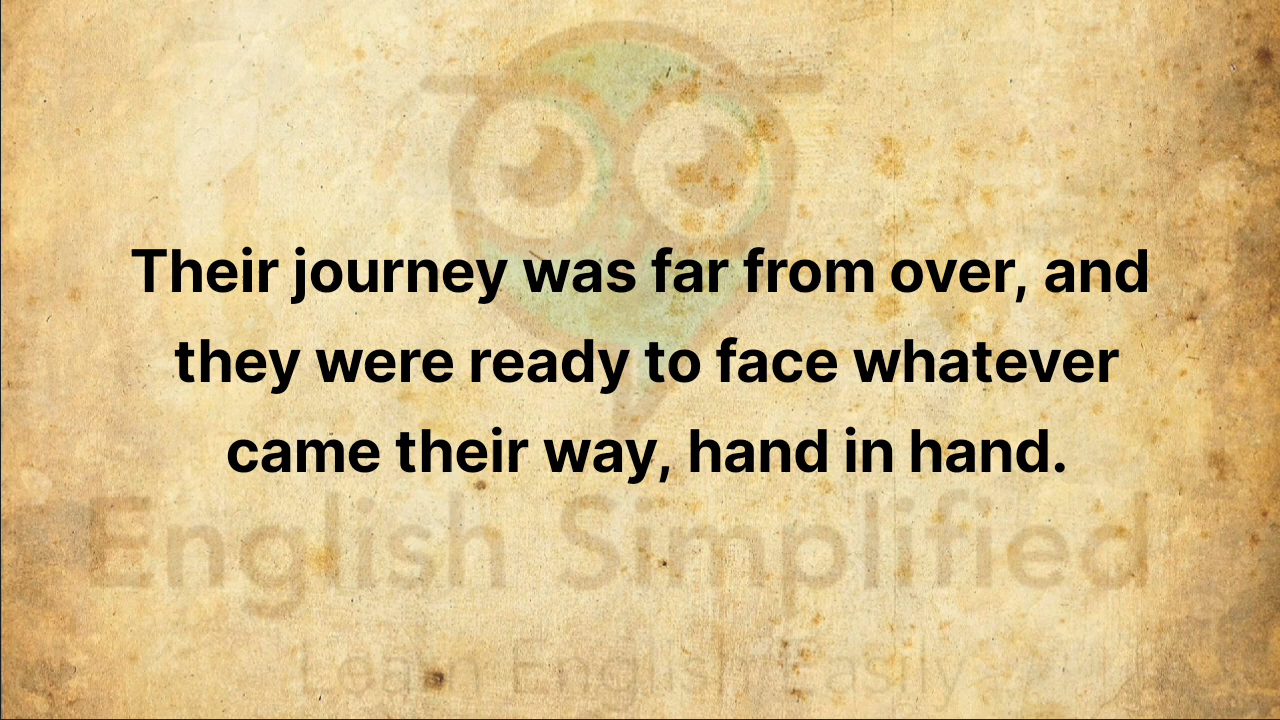 Their journey was far from over, and
they were ready to face whatever
came their way, hand in hand.
English Simplified
Learn English Easily